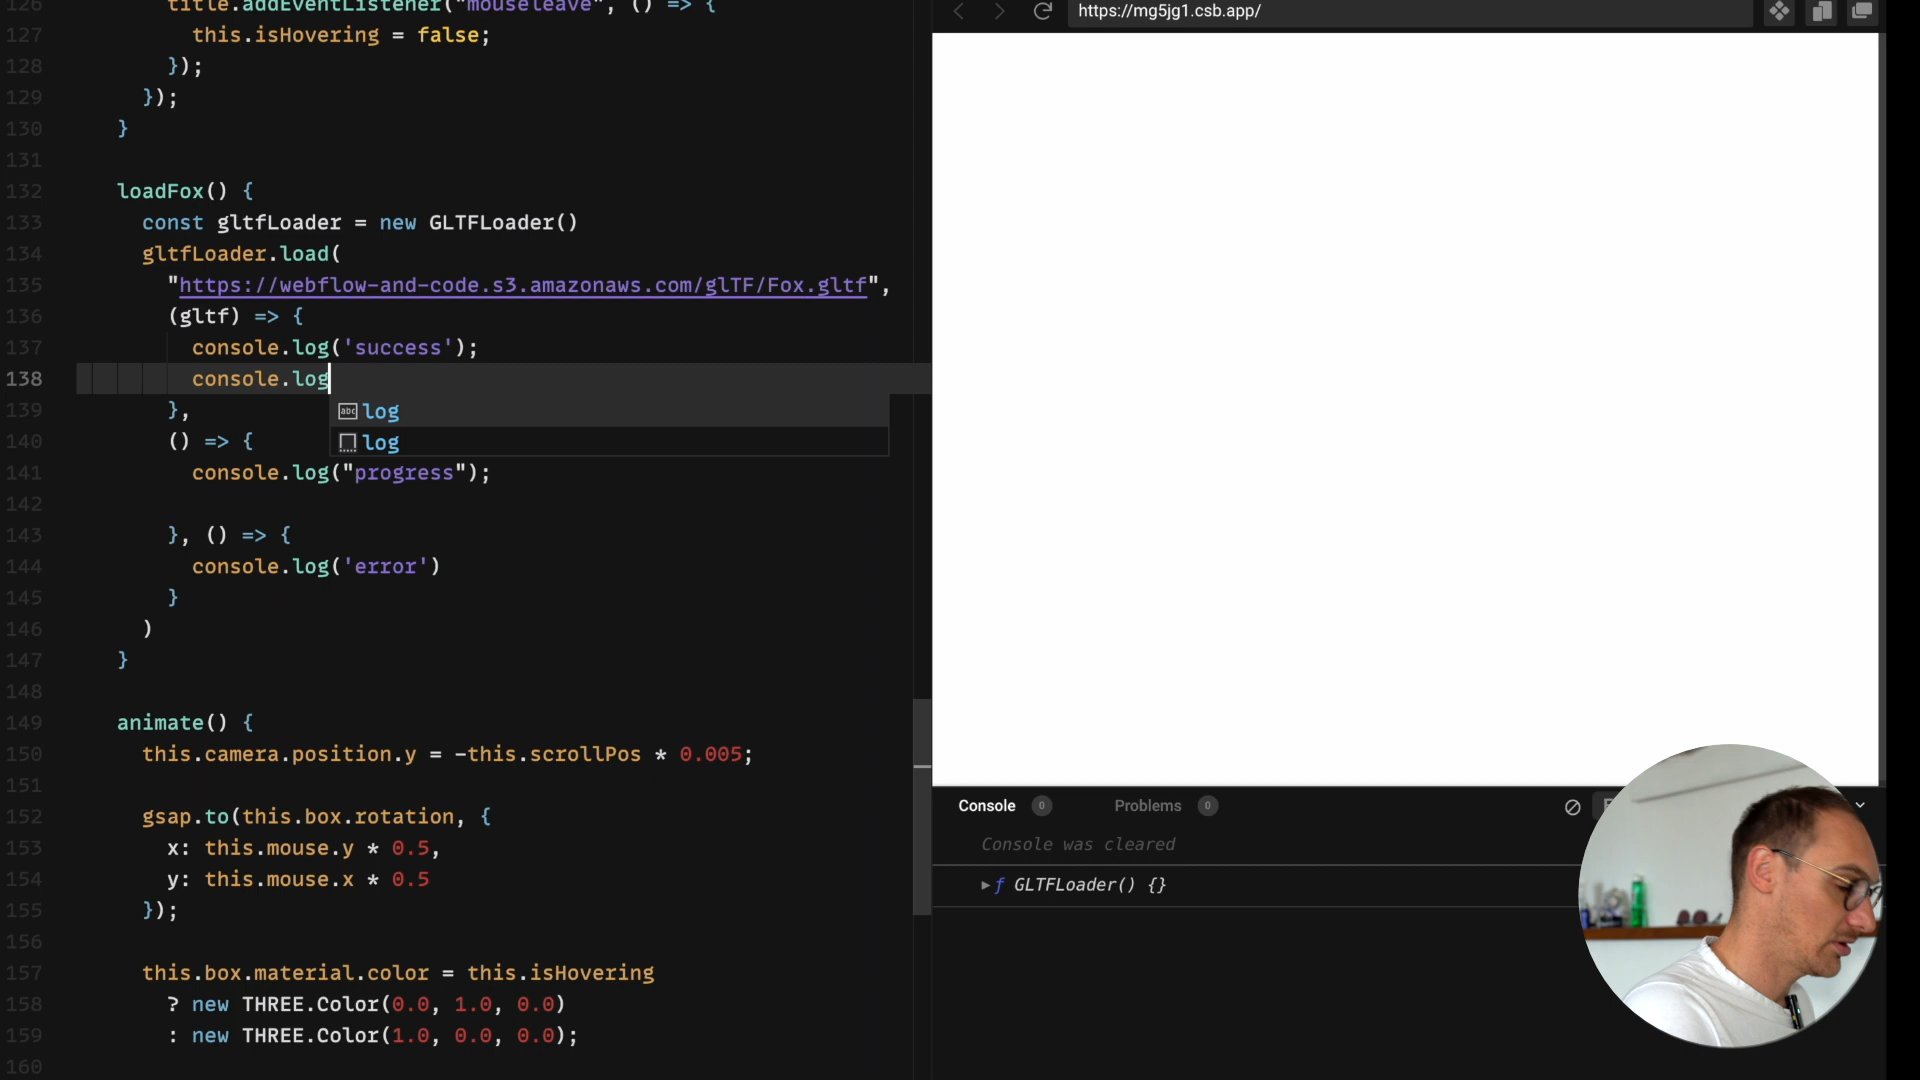 126 title.addEventListener("mouseleave", () => {
127 this.isHovering = false;
128 });
129 });
130 }
131
132 loadFox() {
133 const gltfLoader = new GLTFLoader()
134 gltfLoader.load(
135 "https://webflow-and-code.s3.amazonaws.com/glTF/Fox.gltf",
136 (gltf) => {
137 console.log('success');
138 console.log
139 },
log
140 () => {
log
141 console.log("progress");
142
143 }, () => {
144 console.log('error')
145 }
146 )
147 }
148
149 animate() {
150 this.camera.position.y = -this.scrollPos * 0.005;
151
152 gsap.to(this.box.rotation, {
153 x: this.mouse.y * 0.5,
154 y: this.mouse.x * 0.5
155 });
156
157 this.box.material.color = this.isHovering
158 ? new THREE.Color(0.0, 1.0, 0.0)
159 : new THREE.Color(1.0, 0.0, 0.0);
160
https://mg5jg1.csb.app/
Console 0 Problems 0
Console was cleared
f GLTFLoader() {}